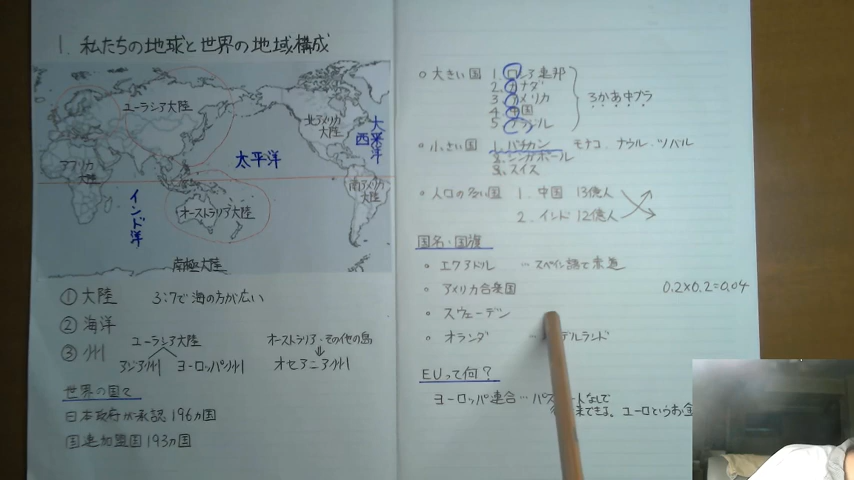 1. 私たちの地球と世界の地域構成
ユーラシア大陸
北アメリカ大陸
大西洋
太平洋
アフリカ大陸
南アメリカ大陸
インド洋
オーストラリア大陸
南極大陸
① 大陸 3:7で海の方が広い
② 海洋
③ 州
ユーラシア大陸
アジア州 ヨーロッパ州
オーストラリア・その他の島
オセアニア州
世界の国で
日本政府が承認 196カ国
国連加盟国 193カ国
○ 大きい国 1. ロシア連邦
2. カナダ
3. アメリカ
4. 中国
5. ブラジル
ろかあ中ブラ
○ 小さい国 1. バチカン モナコ、ナウル、ツバル
2. シンガポール
3. スイス
○ 人口の多い国 1. 中国 13億人
2. インド 12億人
国名・国旗
○ エクアドル … スペイン語で赤道
○ アメリカ合衆国 0.2×0.2=0.04
○ スウェーデン
○ オランダ デルランド
EUって何?
ヨーロッパ連合… パスートなしで
来できる、ユーロというお金